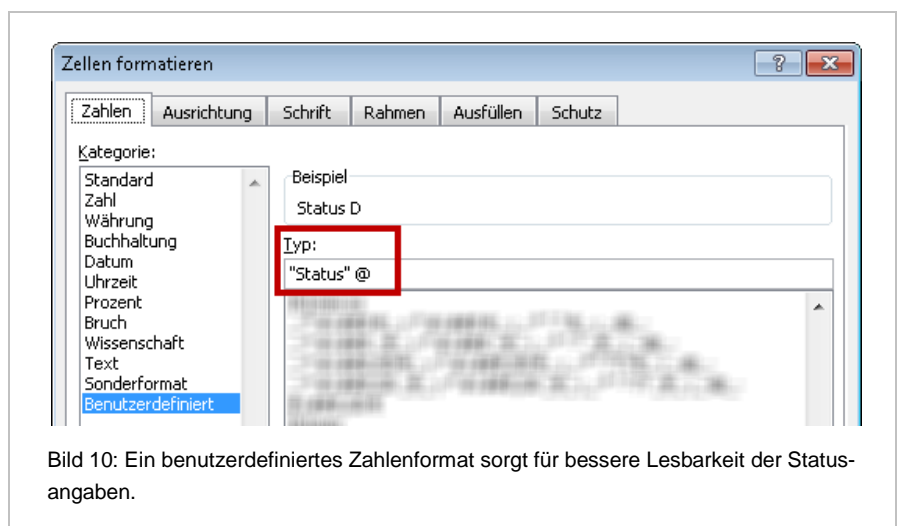 Zellen formatieren
Zahlen Ausrichtung Schrift Rahmen Ausfüllen Schutz
Kategorie:
Standard
Zahl
Währung
Buchhaltung
Datum
Uhrzeit
Prozent
Bruch
Wissenschaft
Text
Sonderformat
Benutzerdefiniert
Beispiel
Status D
Typ:
"Status" @
Bild 10: Ein benutzerdefiniertes Zahlenformat sorgt für bessere Lesbarkeit der Status-
angaben.